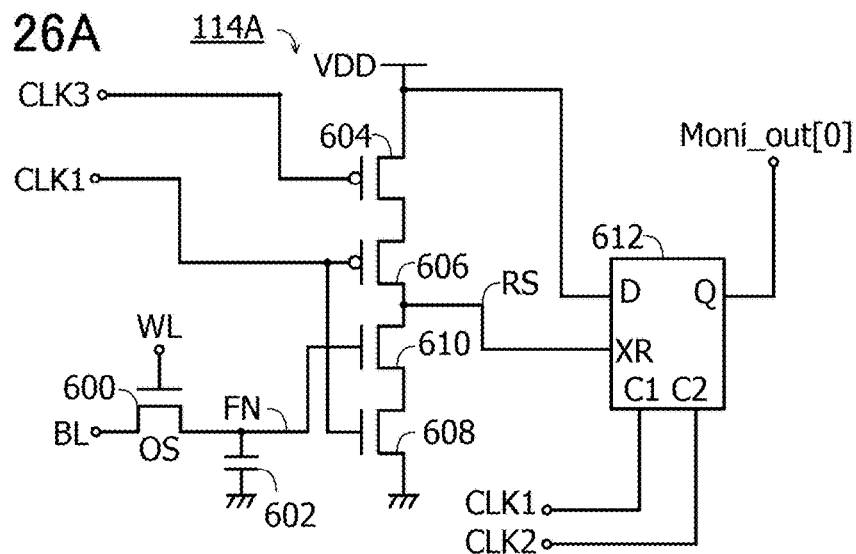 26A
114A
VDD
CLK3
604
Moni_out[0]
CLK1
612
606
RS
D
Q
WL
610
XR
600
FN
C1
C2
BL
OS
608
602
CLK1
CLK2